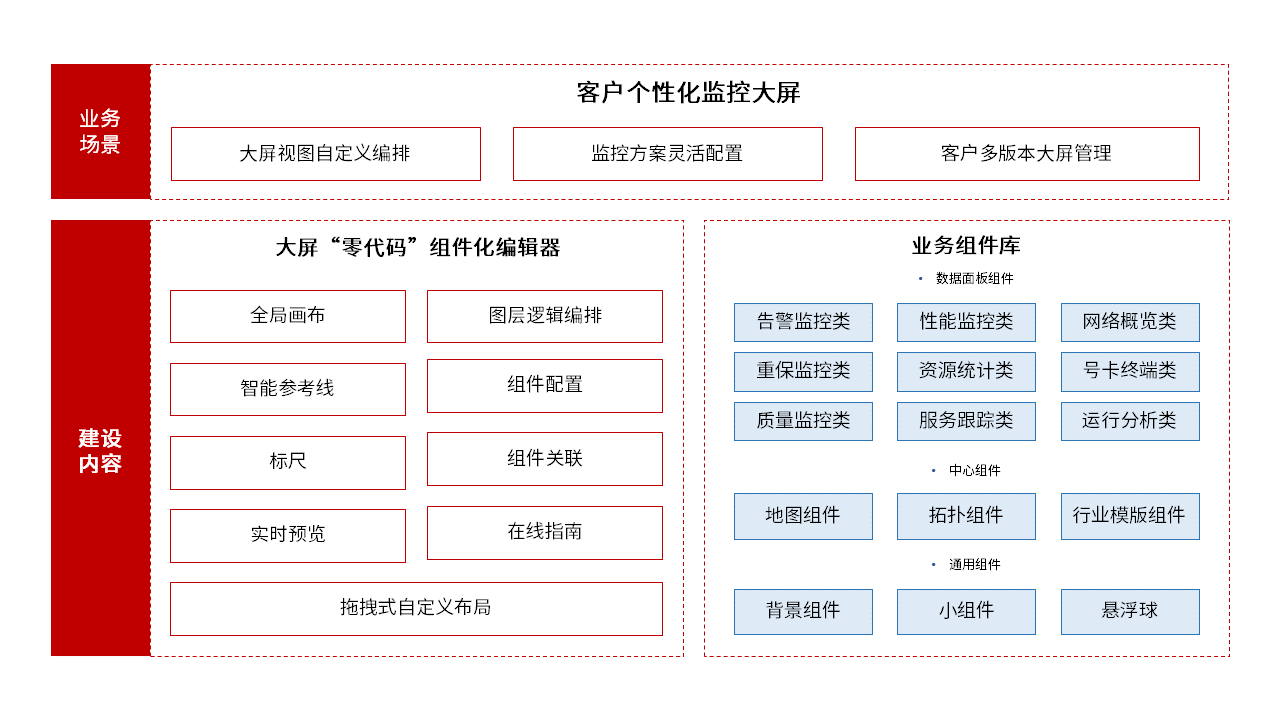 业务
场景
客户个性化监控大屏
大屏视图自定义编排
监控方案灵活配置
客户多版本大屏管理
建设
内容
大屏“零代码”组件化编辑器
全局画布
图层逻辑编排
智能参考线
组件配置
标尺
组件关联
实时预览
在线指南
拖拽式自定义布局
业务组件库
• 数据面板组件
告警监控类
性能监控类
网络概览类
重保监控类
资源统计类
号卡终端类
质量监控类
服务跟踪类
运行分析类
• 中心组件
地图组件
拓扑组件
行业模版组件
• 通用组件
背景组件
小组件
悬浮球